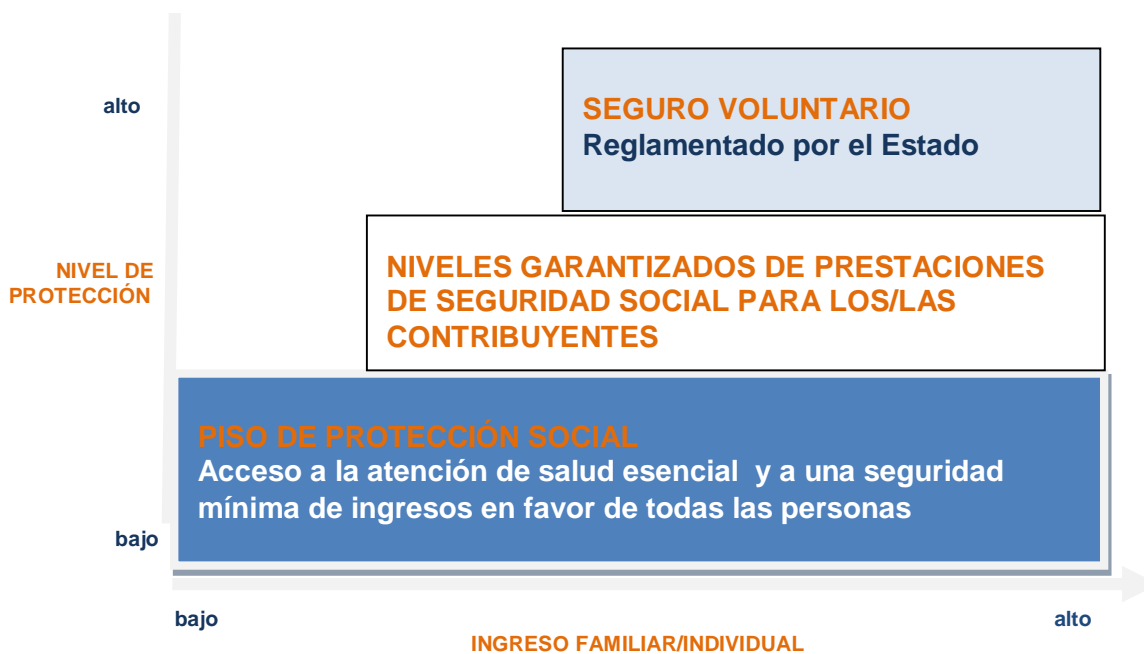 alto
SEGURO VOLUNTARIO
Reglamentado por el Estado
NIVEL DE
PROTECCIÓN
NIVELES GARANTIZADOS DE PRESTACIONES
DE SEGURIDAD SOCIAL PARA LOS/LAS
CONTRIBUYENTES
PISO DE PROTECCIÓN SOCIAL
Acceso a la atención de salud esencial y a una seguridad
mínima de ingresos en favor de todas las personas
bajo
bajo
alto
INGRESO FAMILIAR/INDIVIDUAL